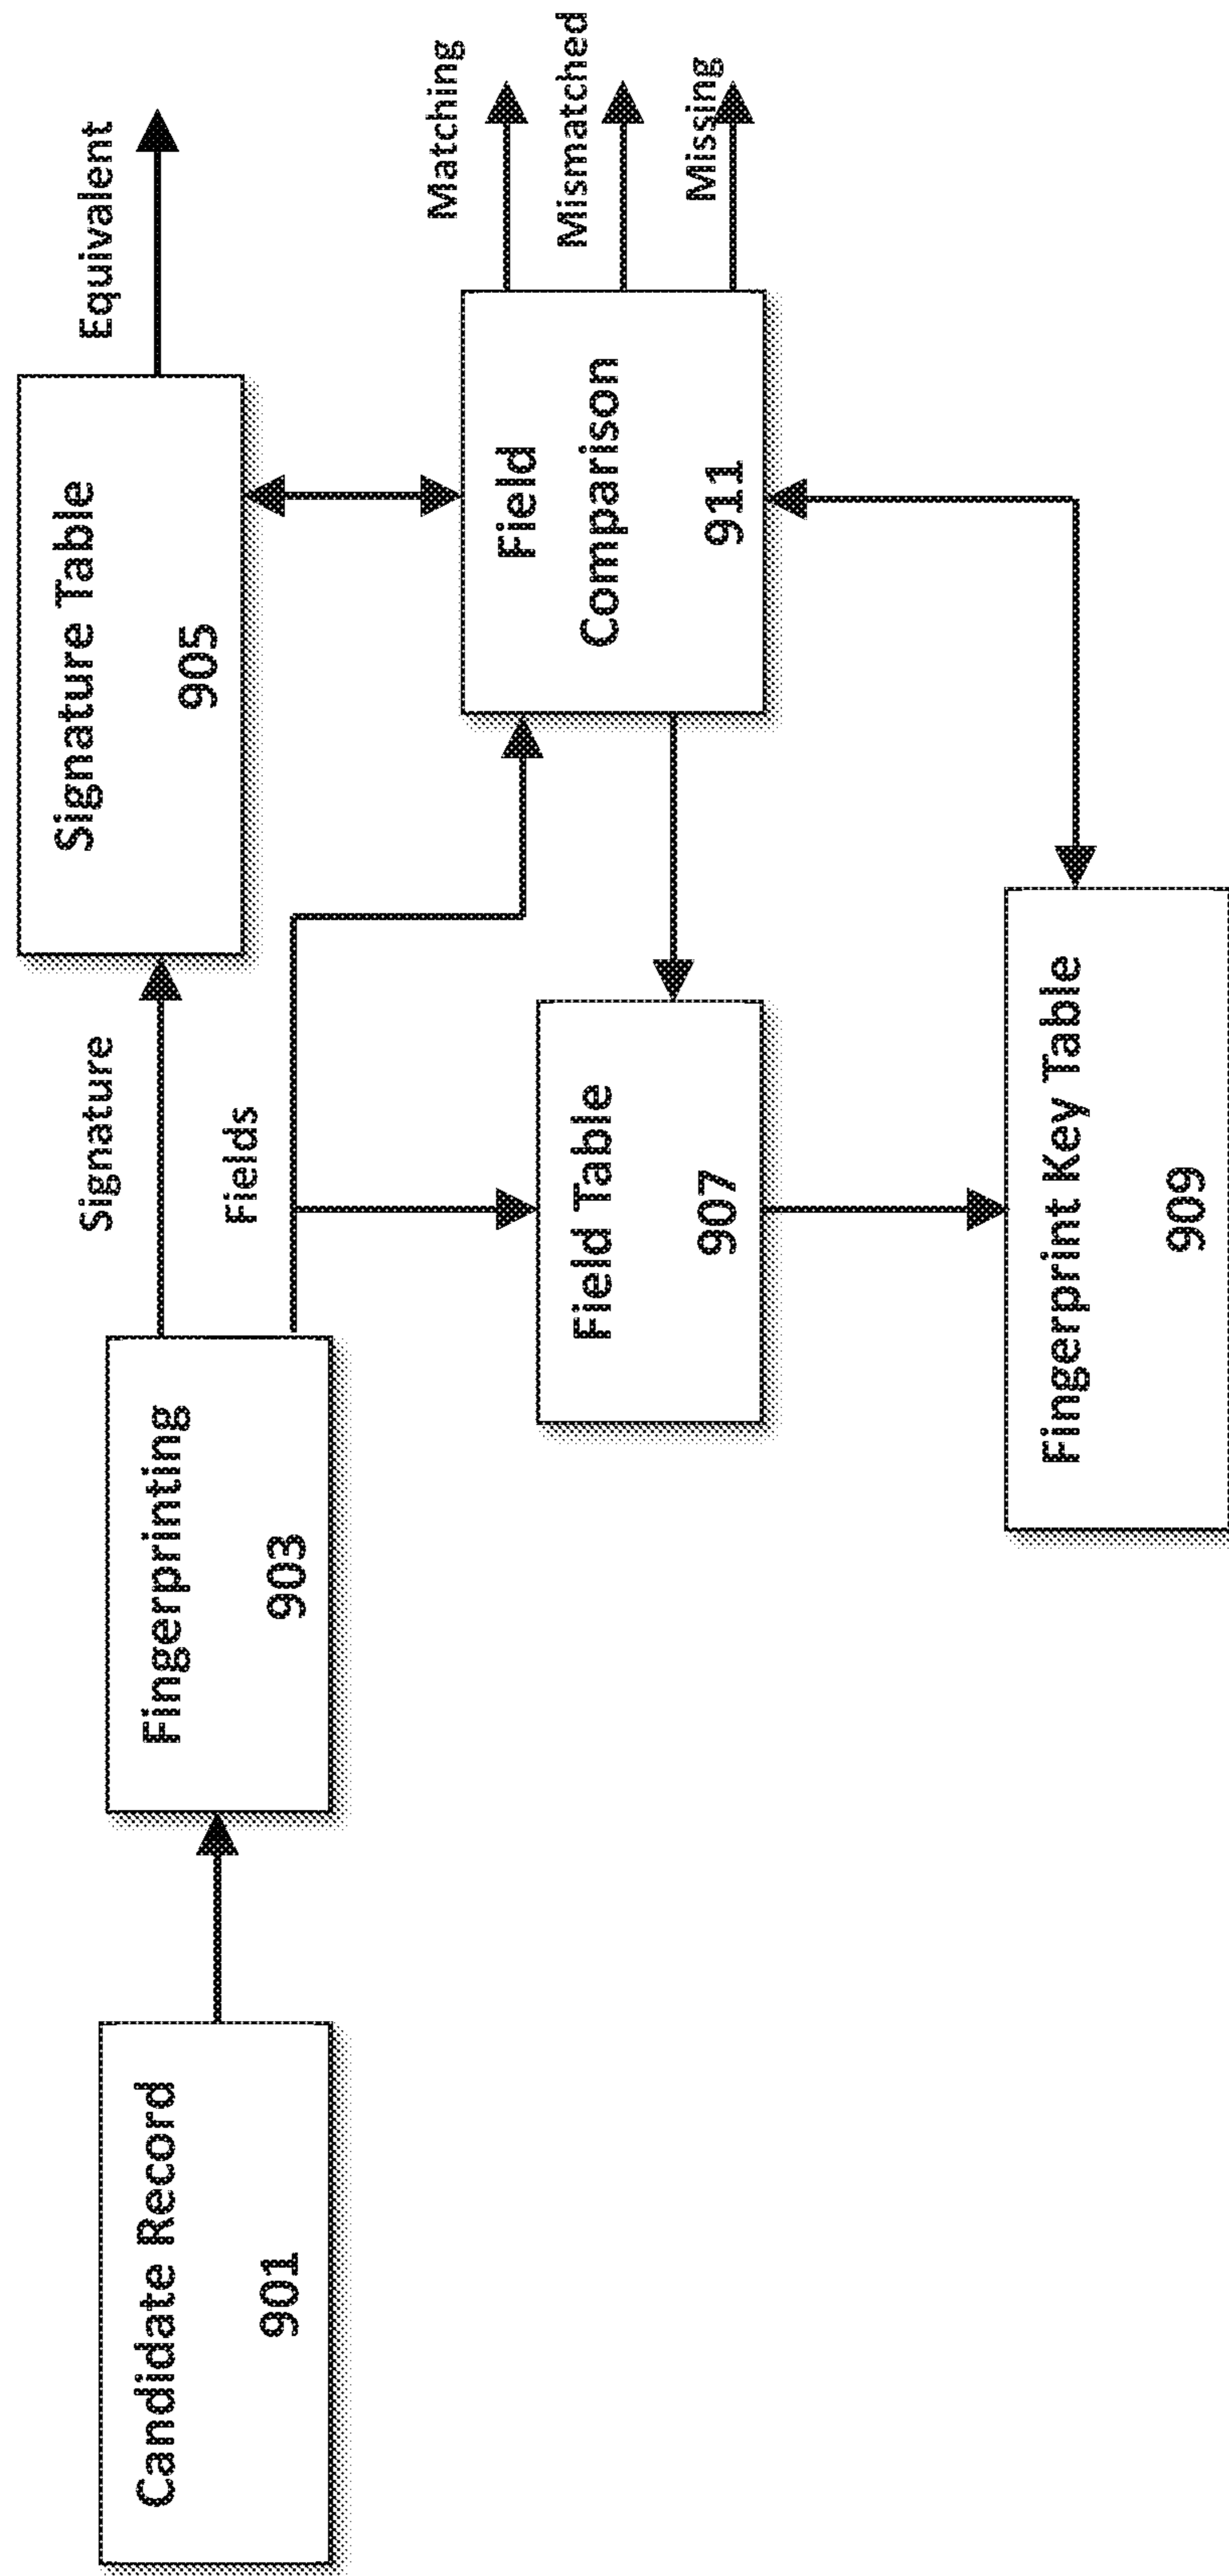 Candidate Record
901
Fingerprinting
903
Signature
Fields
Signature Table
905
Equivalent
Field Table
907
Field
Comparison
911
Matching
Mismatched
Missing
Fingerprint Key Table
909